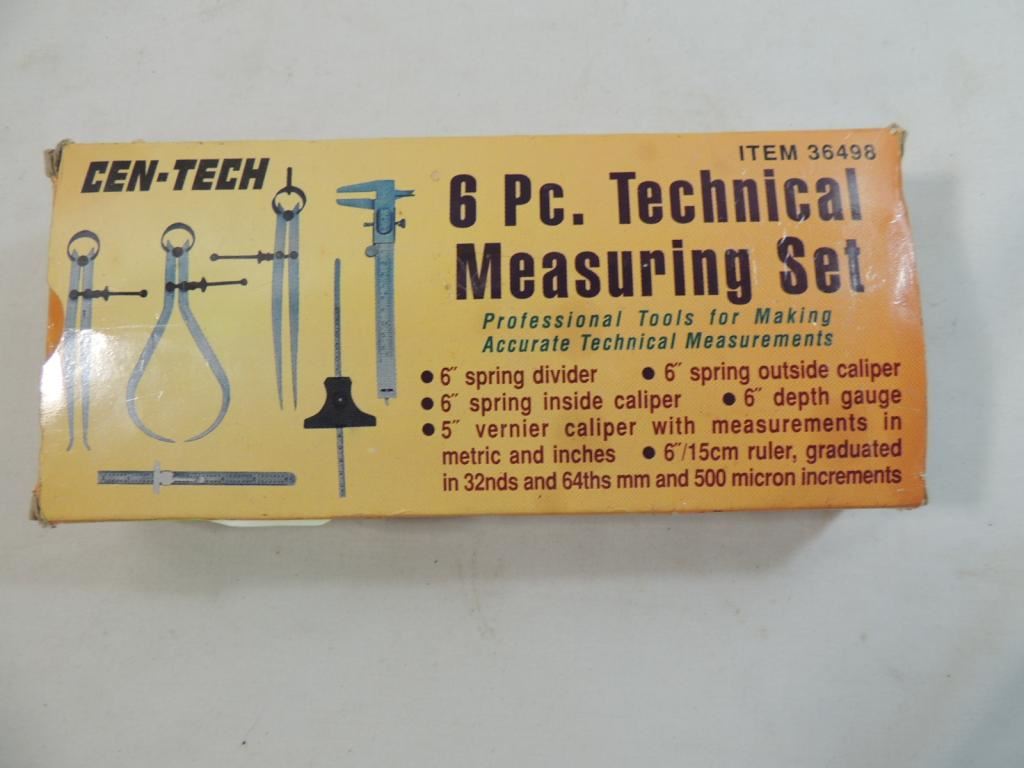 CEN-TECH
ITEM 36498
6 Pc. Technical
Measuring Set
Professional Tools for Making
Accurate Technical Measurements
● 6″ spring divider ● 6″ spring outside caliper
● 6″ spring inside caliper ● 6″ depth gauge
● 5″ vernier caliper with measurements in
metric and inches ● 6″/15cm ruler, graduated
in 32nds and 64ths mm and 500 micron increments